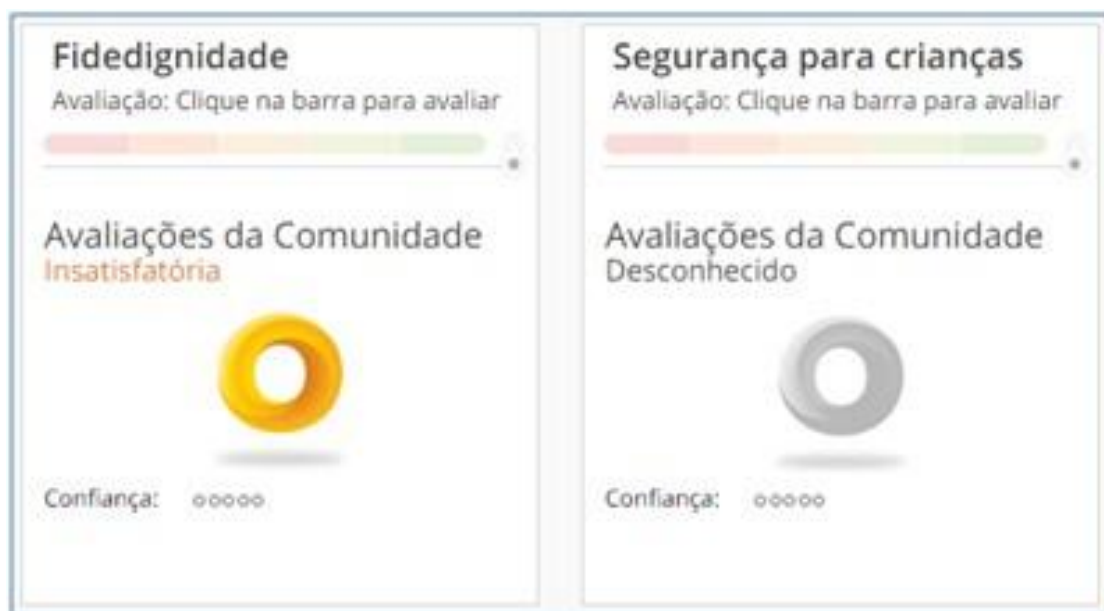 Fidedignidade
Avaliação: Clique na barra para avaliar
Avaliações da Comunidade
Insatisfatória
Confiança:
Segurança para crianças
Avaliação: Clique na barra para avaliar
Avaliações da Comunidade
Desconhecido
Confiança: